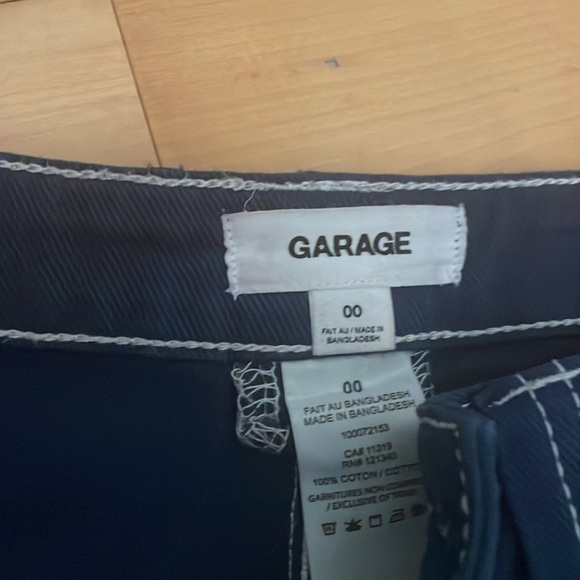 GARAGE
00
FAIT AU / MADE IN
BANGLADESH
00
FAIT AU BANGLADESH
MADE IN BANGLADESH
100072153
CA# 11319
RN# 121340
100% COTON / COTTON
GARNITURES NON COMPRISES
/ EXCLUSIVE OF TRIMS